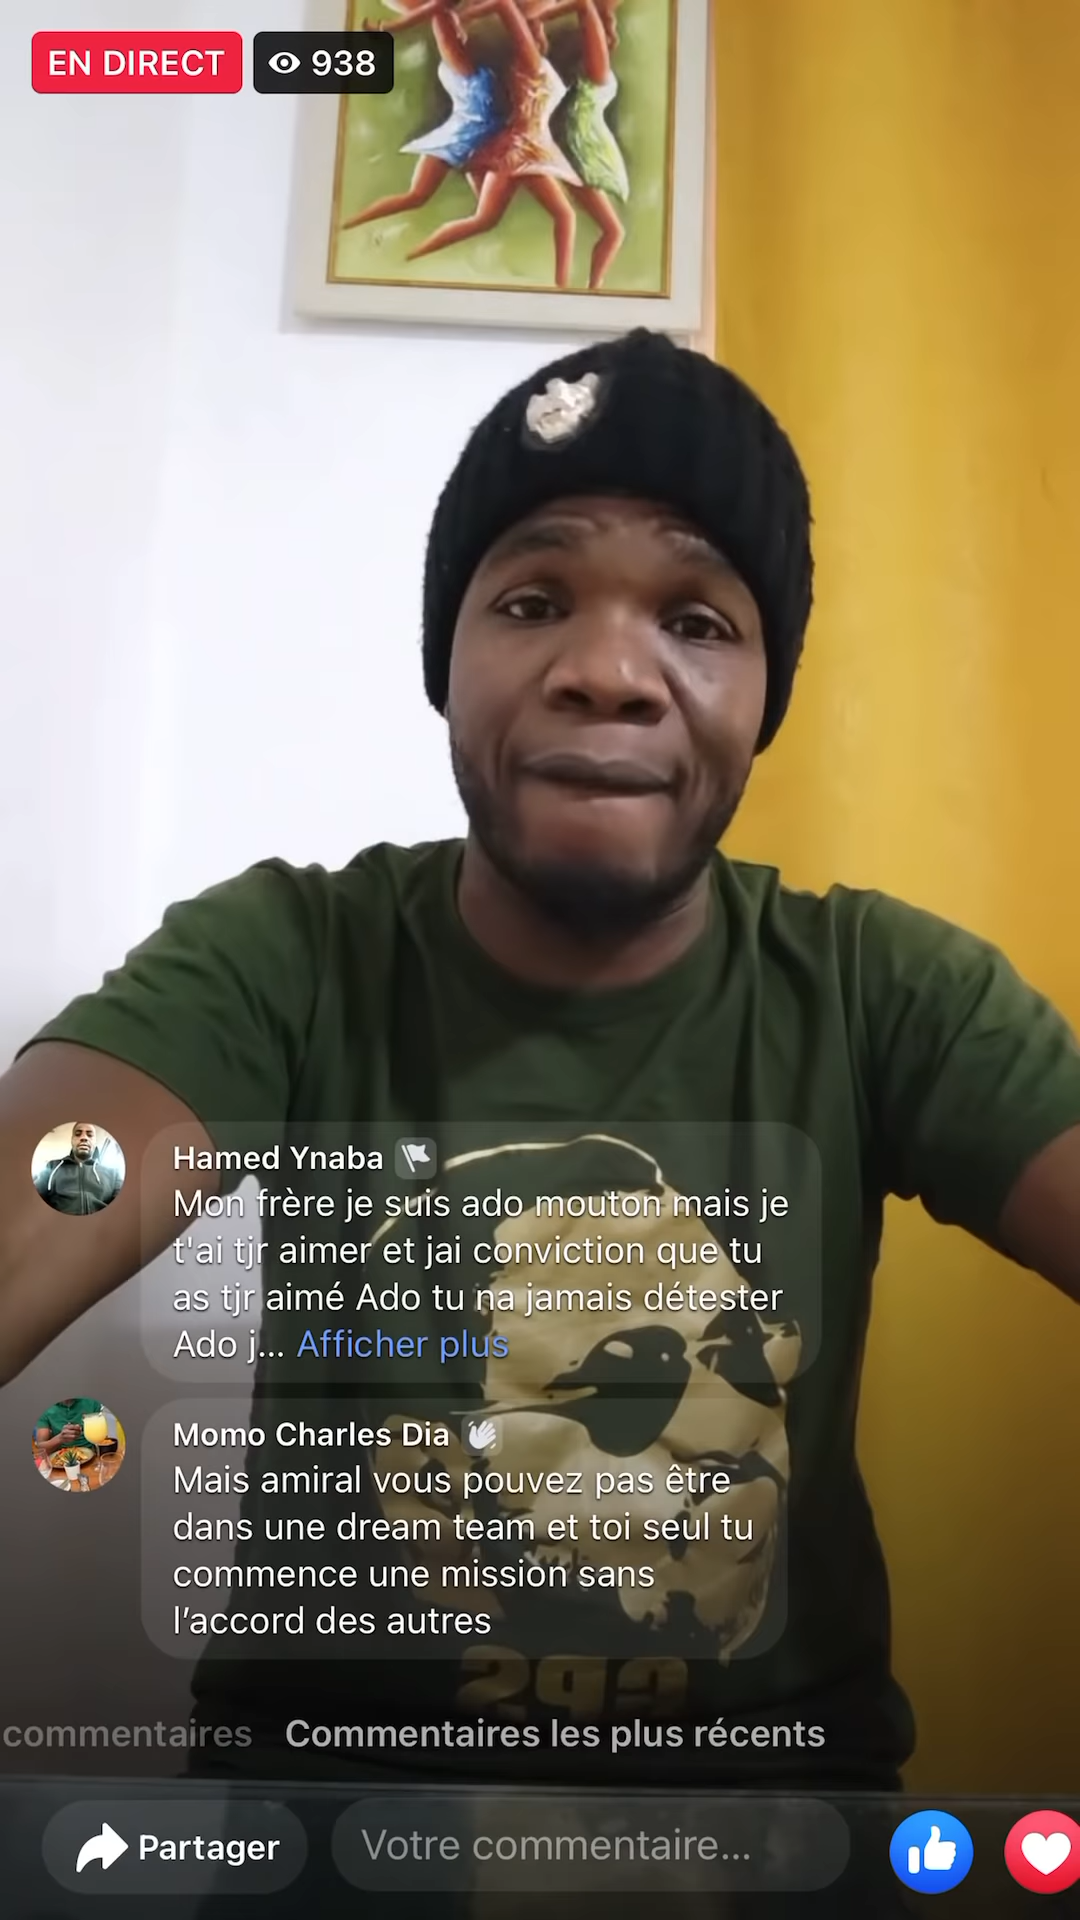 EN DIRECT 938
Hamed Ynaba
Mon frère je suis ado mouton mais je
t'ai tjr aimer et jai conviction que tu
as tjr aimé Ado tu na jamais détester
Ado j... Afficher plus
Momo Charles Dia
Mais amiral vous pouvez pas être
dans une dream team et toi seul tu
commence une mission sans
l’accord des autres
commentaires Commentaires les plus récents
Partager Votre commentaire...